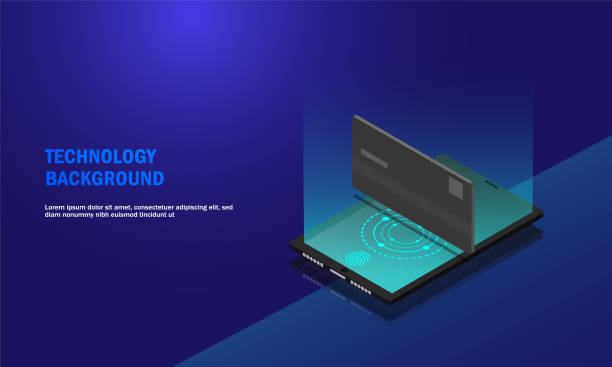 TECHNOLOGY
BACKGROUND
Lorem ipsum dolor sit amet, consectetuer adipiscing elit, sed
diam nonummy nibh euismod tincidunt ut